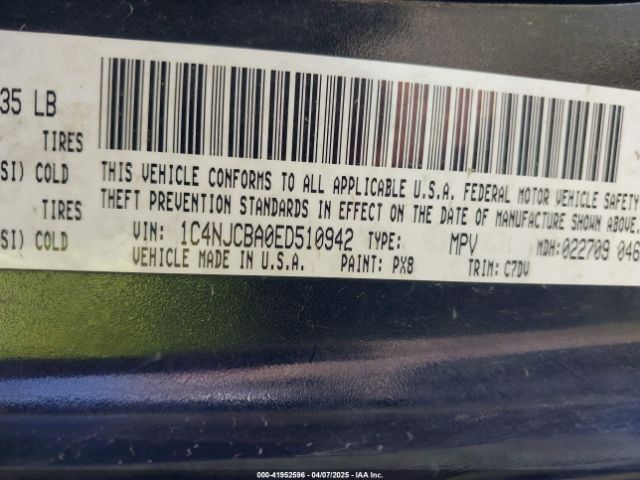 35 LB
TIRES
SI) COLD
TIRES
SI) COLD
THIS VEHICLE CONFORMS TO ALL APPLICABLE U.S.A. FEDERAL MOTOR VEHICLE SAFETY
THEFT PREVENTION STANDARDS IN EFFECT ON THE DATE OF MANUFACTURE SHOWN ABOVE.
VIN: 1C4NJCBA0ED510942 TYPE: MPV MDH:022709 046
VEHICLE MADE IN U.S.A. PAINT: PX8 TRIM: C7DV
000-41952596 - 04/07/2025 - IAA Inc.